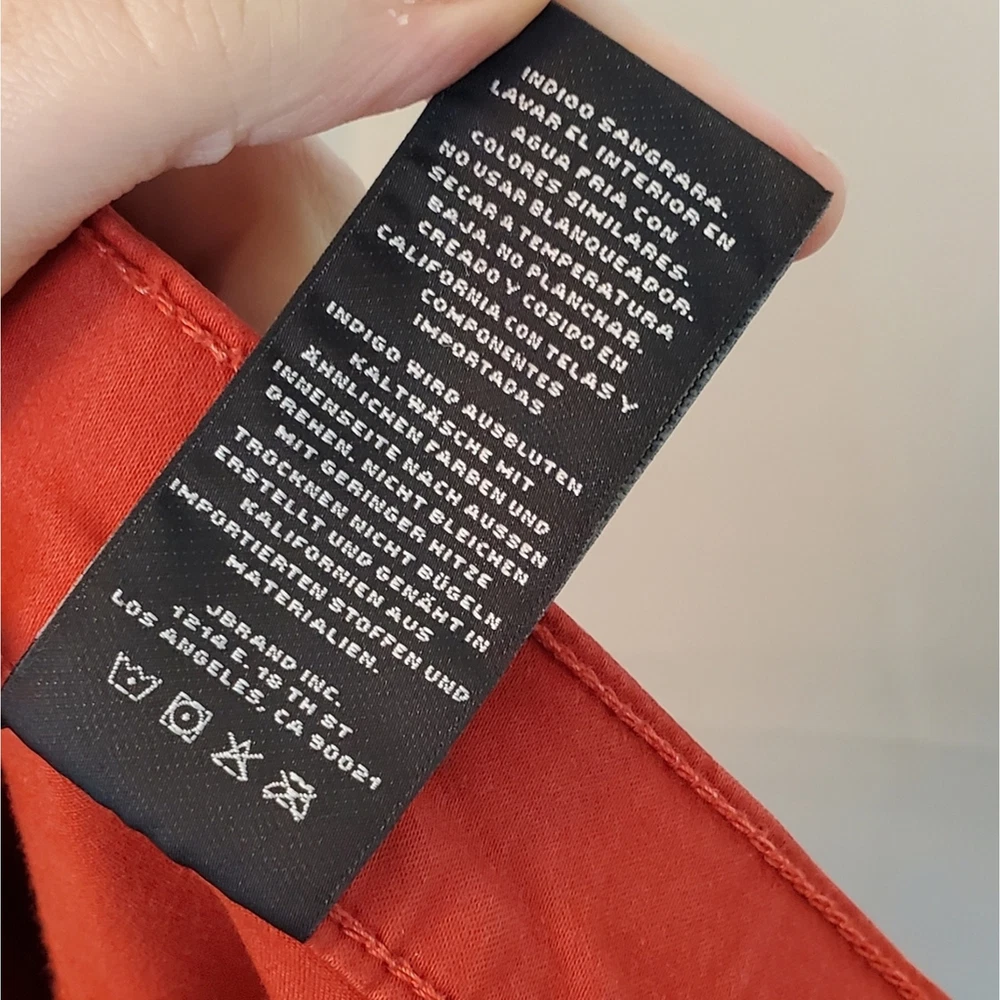 INDIGO SANGRARA.
LAVAR EL INTERIOR EN
AGUA FRIA CON
COLORES SIMILARES.
NO USAR BLANQUEADOR.
SECAR A TEMPERATURA
BAJA. NO PLANCHAR.
CREADO Y COSIDO EN
CALIFORNIA CON TELAS Y
COMPONENTES
IMPORTADAS
INDIGO WIRD AUSBLUTEN
KALTWÄSCHE MIT
ÄHNLICHEN FARBEN UND
INNENSEITE NACH AUSSEN
DREHEN. NICHT BLEICHEN
MIT GERINGER HITZE
TROCKNEN NICHT BÜGELN
ERSTELLT UND GENÄHT IN
KALIFORNIEN AUS
IMPORTIERTEN STOFFEN UND
MATERIALIEN.
JBRAND INC.
1214 E. 18 TH ST
LOS ANGELES, CA 90021